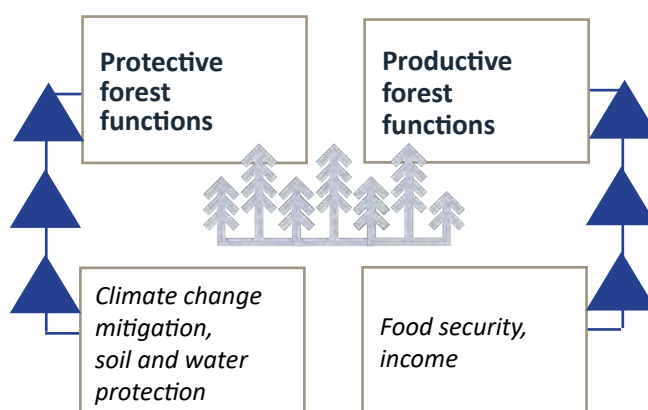 Protective
forest
functions
Productive
forest
functions
Climate change
mitigation,
soil and water
protection
Food security,
income